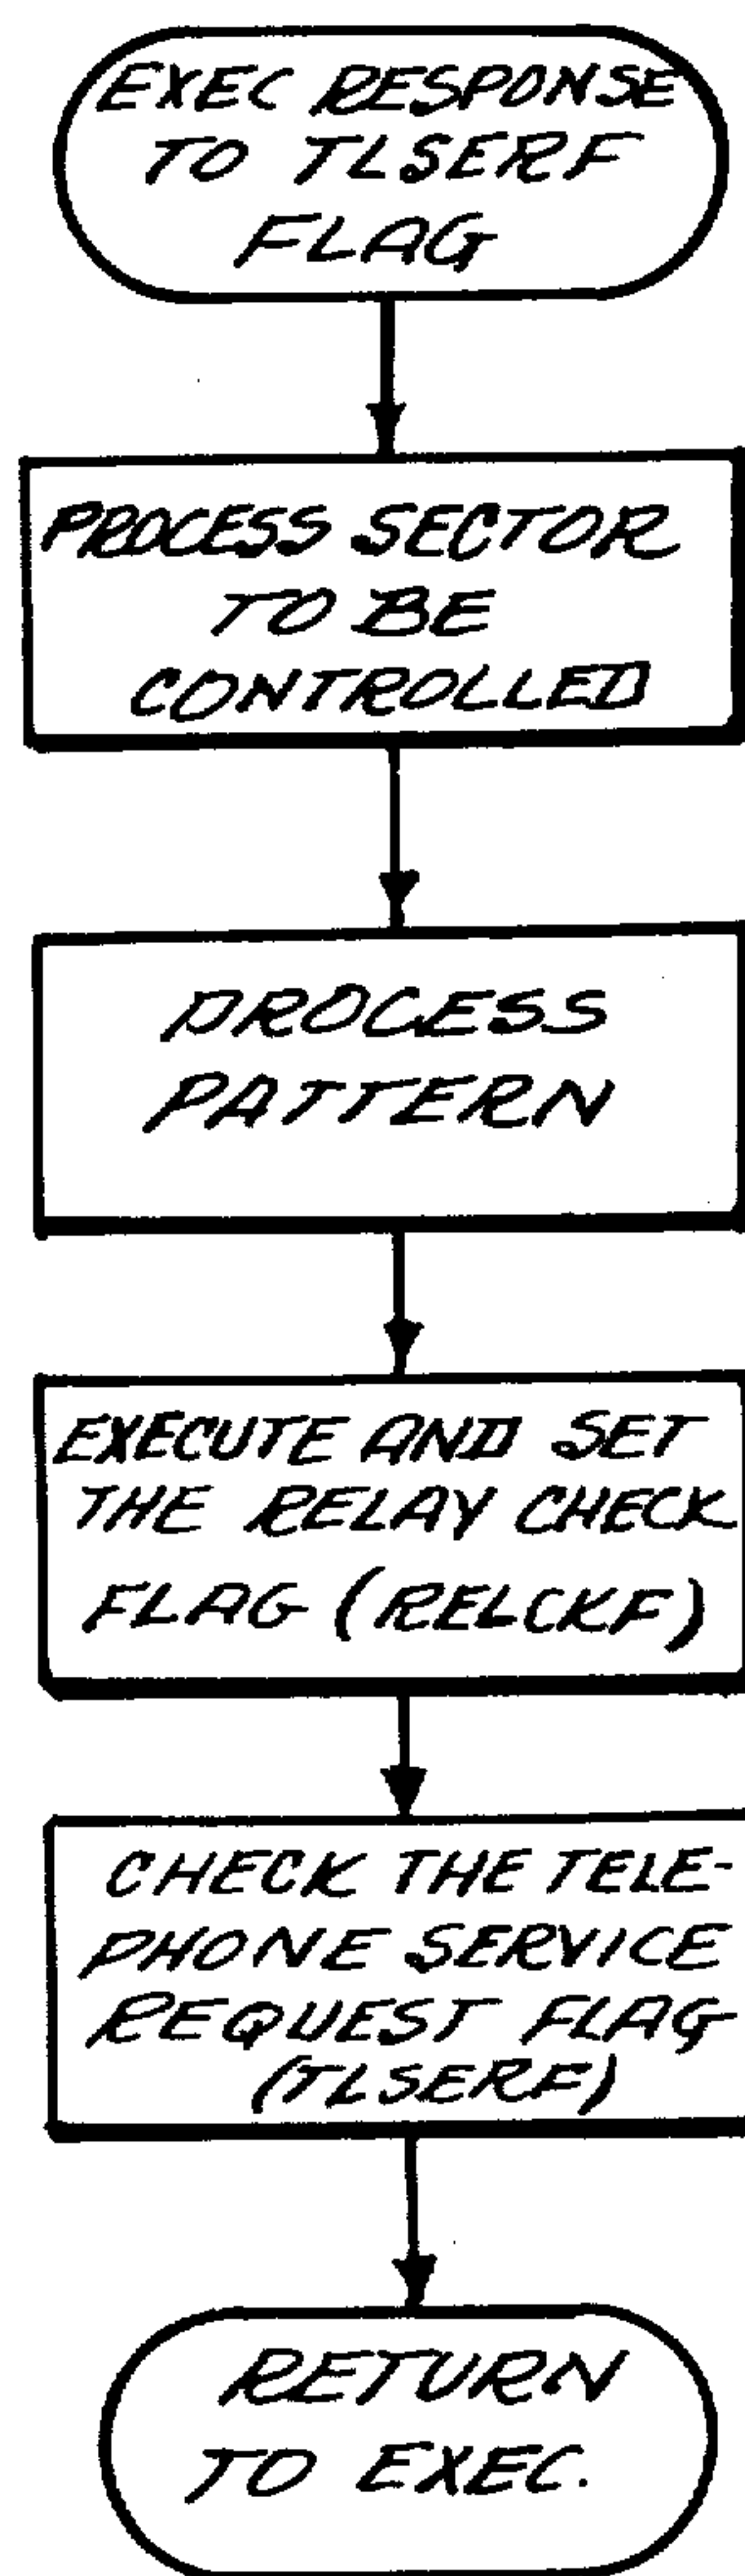 EXEC RESPONSE
TO TLSERF
FLAG
PROCESS SECTOR
TO BE
CONTROLLED
PROCESS
PATTERN
EXECUTE AND SET
THE RELAY CHECK
FLAG (RELCKF)
CHECK THE TELE-
PHONE SERVICE
REQUEST FLAG
(TLSERF)
RETURN
TO EXEC.